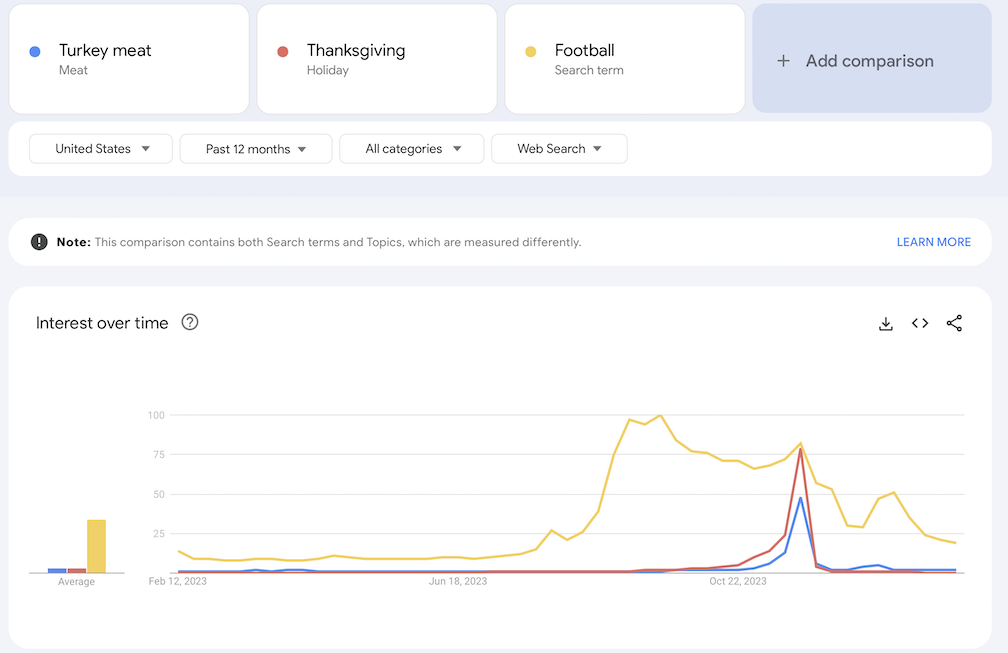 Turkey meat
Meat
Thanksgiving
Holiday
Football
Search term
+ Add comparison
United States
Past 12 months
All categories
Web Search
Note: This comparison contains both Search terms and Topics, which are measured differently.
LEARN MORE
Interest over time
100
75
50
25
Average
Feb 12, 2023
Jun 18, 2023
Oct 22, 2023